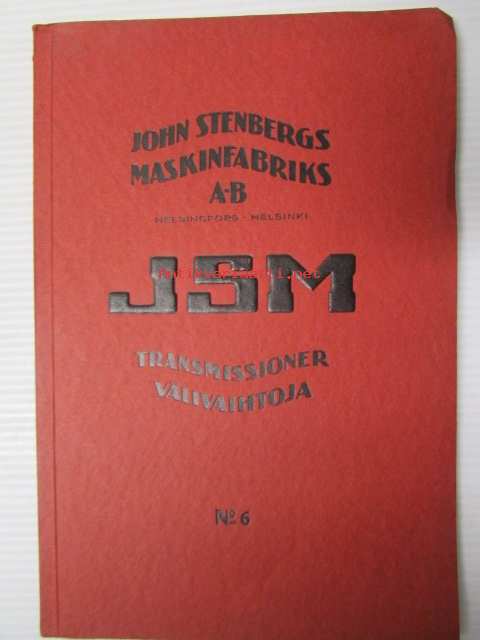 JOHN STENBERGS
MASKINFABRIKS
A-B
HELSINGFORS - HELSINKI
JSM
TRANSMISSIONER
VALIVAIHTOJA
No 6